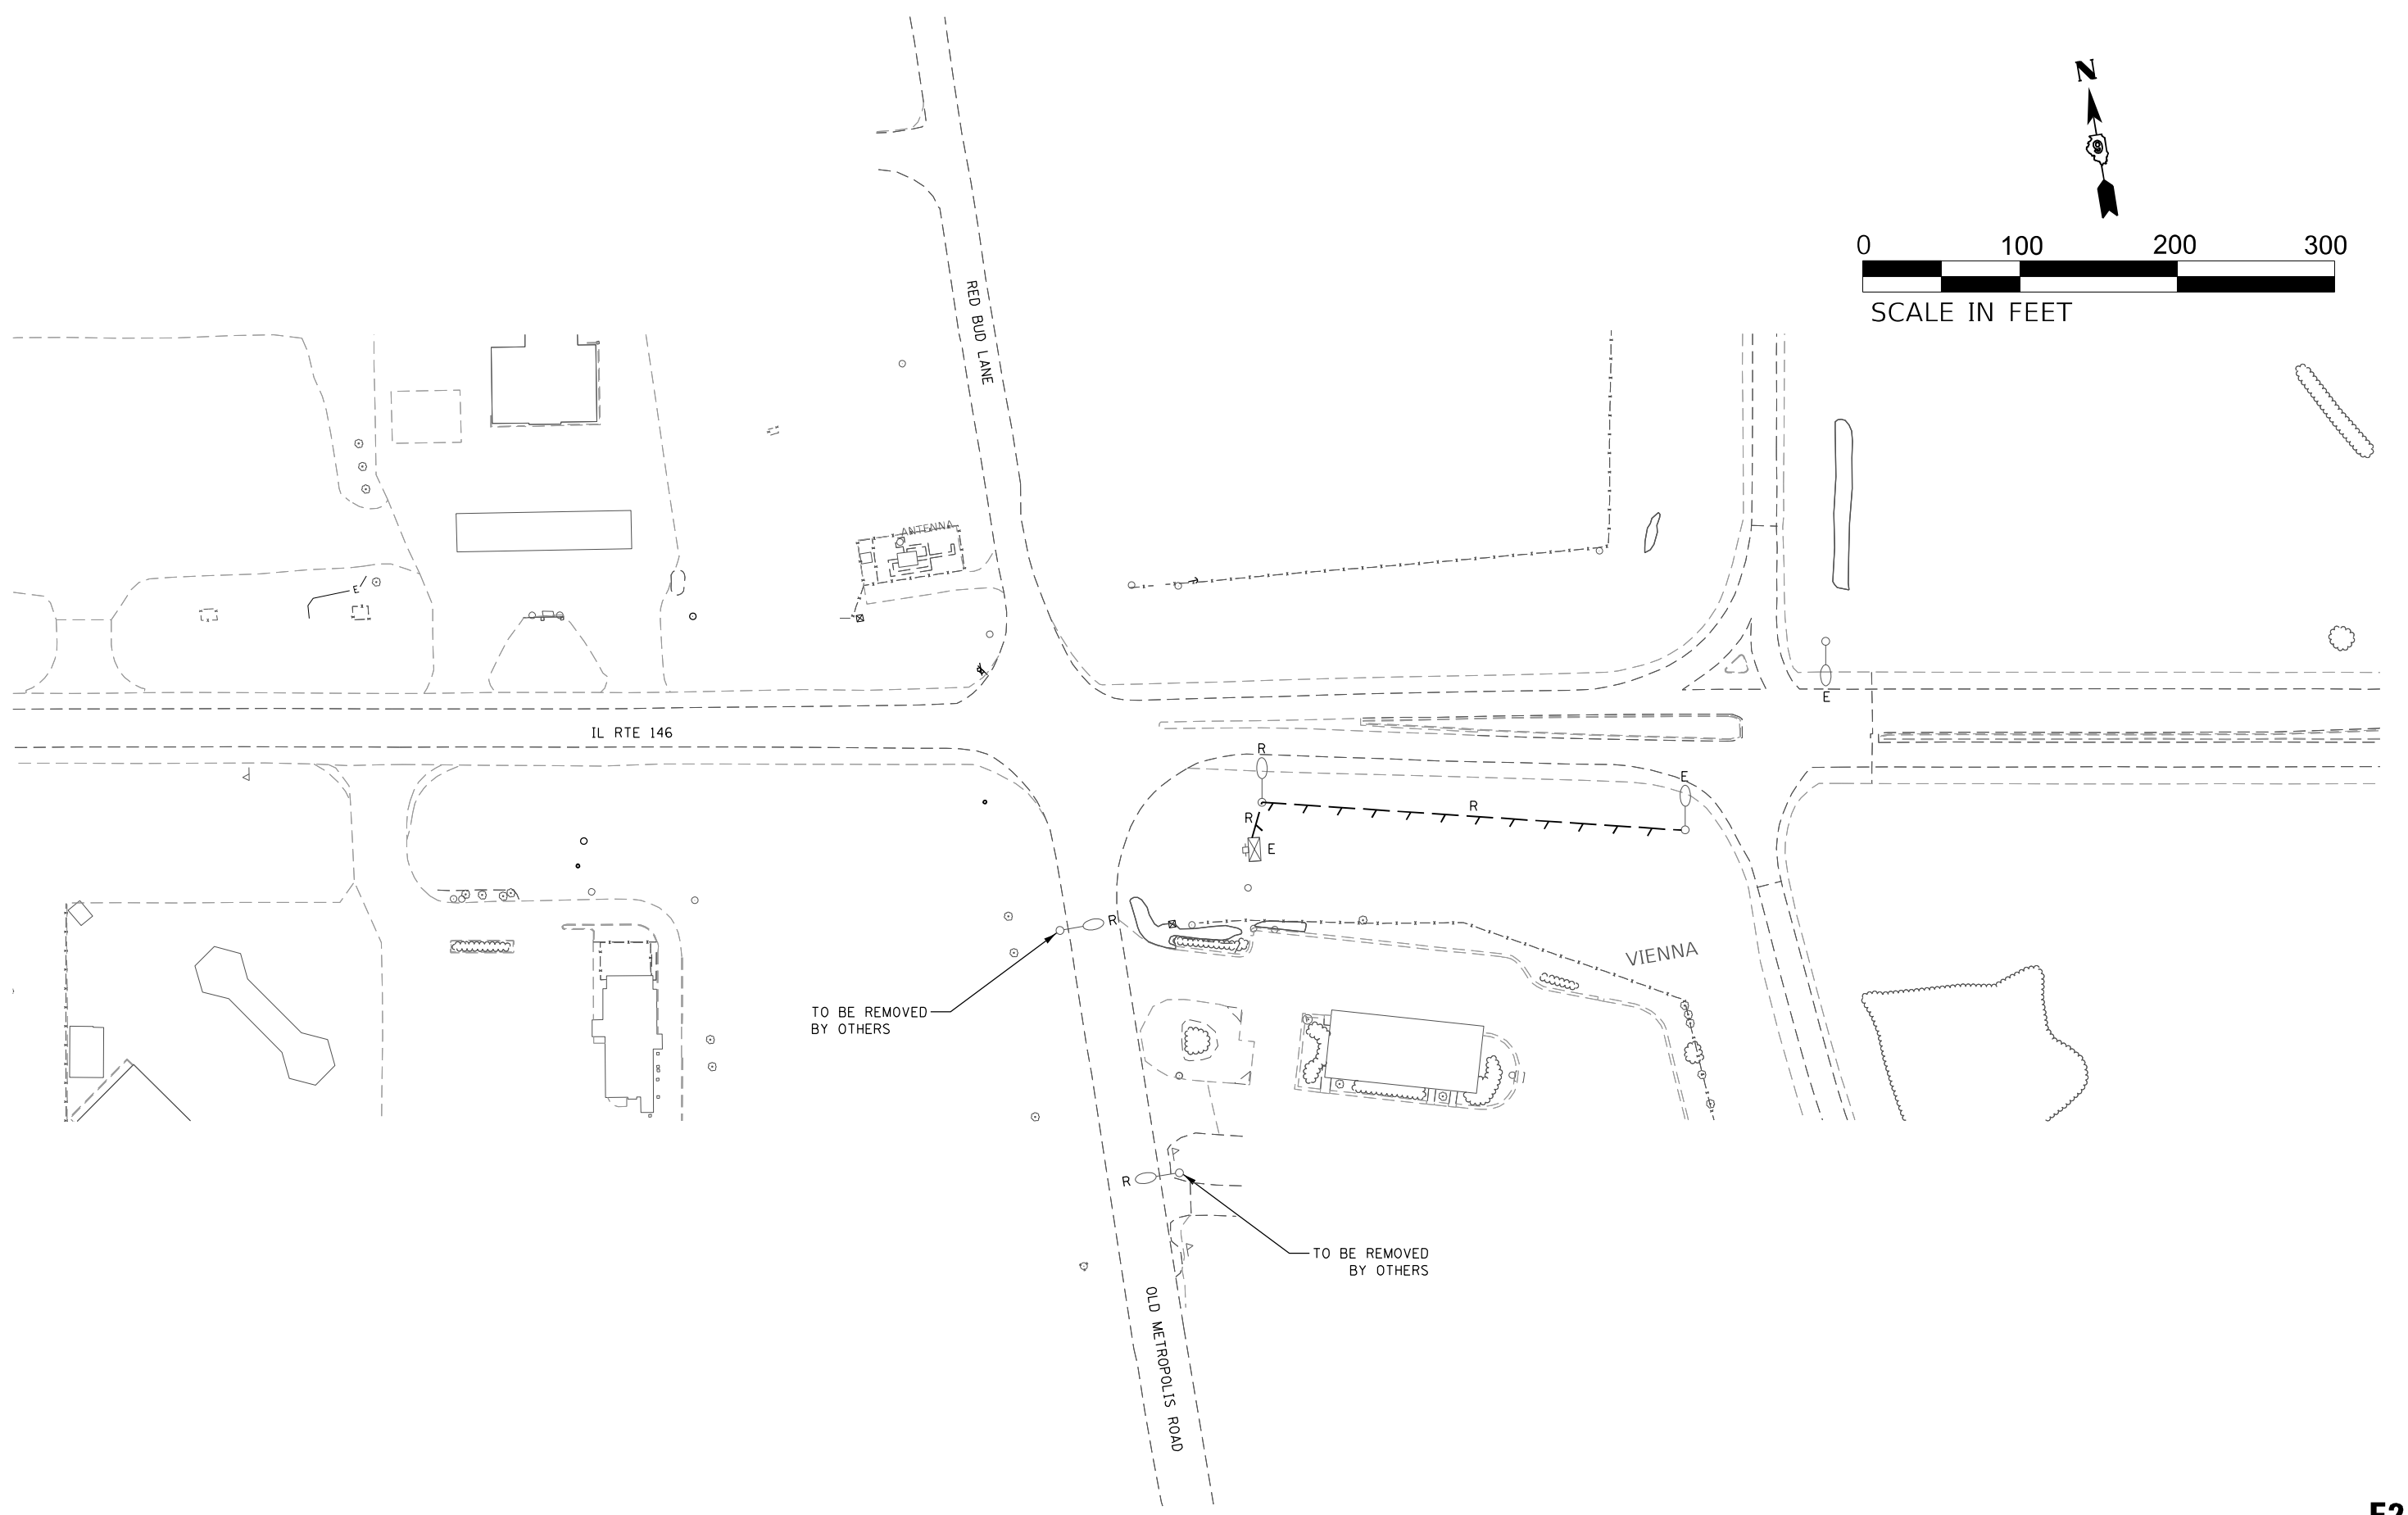 N
9
0 100 200 300
SCALE IN FEET
RED BUD LANE
ANTENNA
E
E
IL RTE 146
R
E
R
R
E
R
VIENNA
TO BE REMOVED
BY OTHERS
R
TO BE REMOVED
BY OTHERS
OLD METROPOLIS ROAD